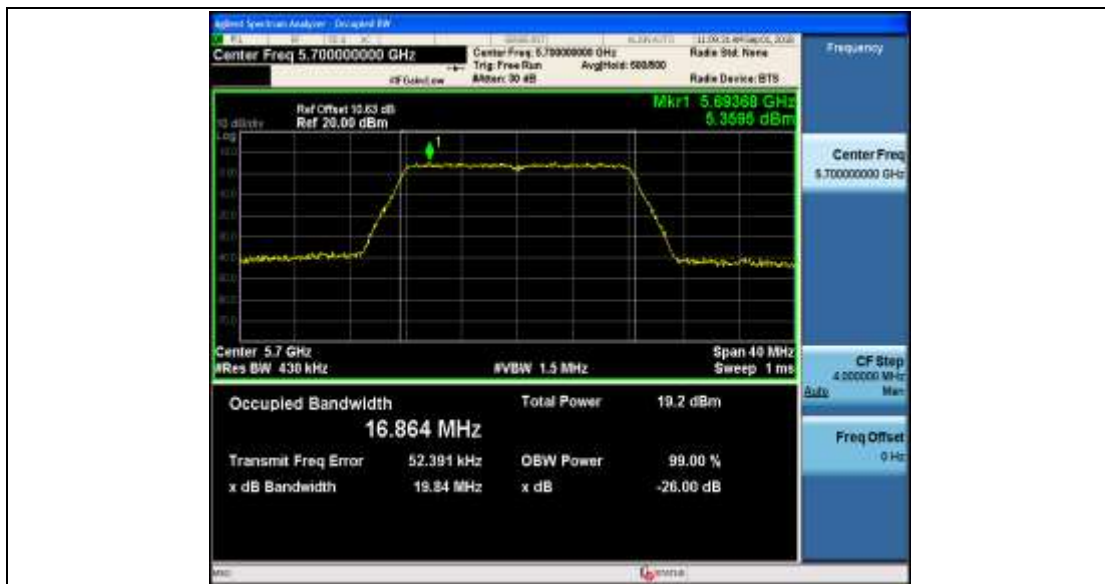 Agilent Spectrum Analyzer - Occupied BW
Center Freq 5.700000000 GHz
Center Freq: 5.700000000 GHz
Radio Std: None
Trig: Free Run
Avg|Hold: 500/500
#IFGain:Low
#Atten: 30 dB
Radio Device: BTS
Frequency
Ref Offset 10.63 dB
Ref 20.00 dBm
10 dB/div
Log
Mkr1 5.69368 GHz
5.3595 dBm
1
Center Freq
5.700000000 GHz
Center 5.7 GHz
Span 40 MHz
#Res BW 430 kHz
#VBW 1.5 MHz
Sweep 1 ms
CF Step
4.000000 MHz
Auto
Man
Occupied Bandwidth
Total Power
19.2 dBm
16.864 MHz
Freq Offset
0 Hz
Transmit Freq Error
52.391 kHz
OBW Power
99.00 %
x dB Bandwidth
19.84 MHz
x dB
-26.00 dB
MSG
STATUS